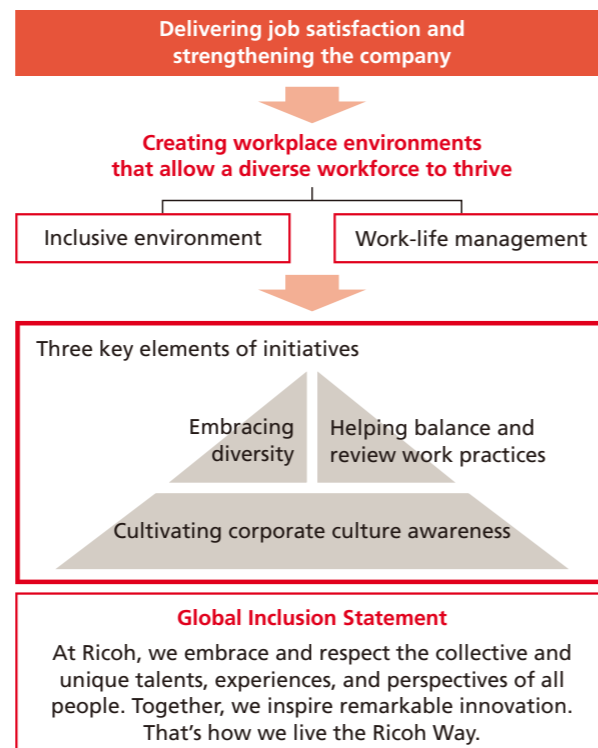 Delivering job satisfaction and
strengthening the company
Creating workplace environments
that allow a diverse workforce to thrive
Inclusive environment
Work-life management
Three key elements of initiatives
Embracing
diversity
Helping balance and
review work practices
Cultivating corporate culture awareness
Global Inclusion Statement
At Ricoh, we embrace and respect the collective and
unique talents, experiences, and perspectives of all
people. Together, we inspire remarkable innovation.
That's how we live the Ricoh Way.